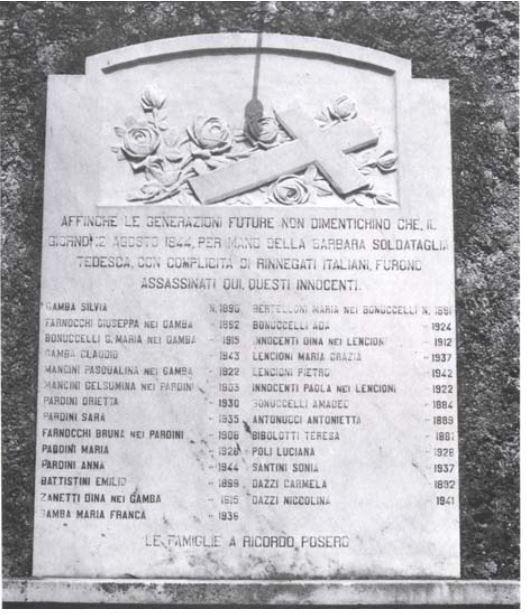 AFFINCHE LE GENERAZIONI FUTURE NON DIMENTICHINO CHE, IL
GIORNO 12 AGOSTO 1944, PER MANO DELLA BARBARA SOLDATAGLIA
TEDESCA, CON COMPLICITA DI RINNEGATI ITALIANI, FURONO
ASSASSINATI QUI, QUESTI INNOCENTI.
GAMBA SILVIA N. 1890
FARNOCCHI GIUSEPPA NEI GAMBA " 1892
BONUCCELLI G. MARIA NEI GAMBA " 1915
GAMBA CLAUDIO " 1943
MANCINI PASQUALINA NEI GAMBA " 1922
MANCINI GELSUMINA NEI PARDINI " 1903
PARDINI ORIETTA " 1930
PARDINI SARA " 1935
FARNOCCHI BRUNA NEI PARDINI " 1906
PARDINI MARIA " 1928
PARDINI ANNA " 1944
BATTISTINI EMILIO "
ZANETTI DINA NEI GAMBA " 1915
GAMBA MARIA FRANCA " 1936
BERTELLONI MARIA NEI BONUCCELLI N. 1891
BONUCCELLI ADA " 1924
INNOCENTI DINA NEI LENCIONI " 1912
LENCIONI MARIA GRAZIA " 1937
LENCIONI PIETRO " 1942
INNOCENTI PAOLA NEI LENCIONI " 1922
BONUCCELLI AMADEO " 1884
ANTONUCCI ANTONIETTA " 1889
BIBOLOTTI TERESA " 1881
POLI LUCIANA " 1928
SANTINI SONIA " 1937
DAZZI CARMELA " 1892
DAZZI NICCOLINA " 1941
LE FAMIGLIE A RICORDO POSERO